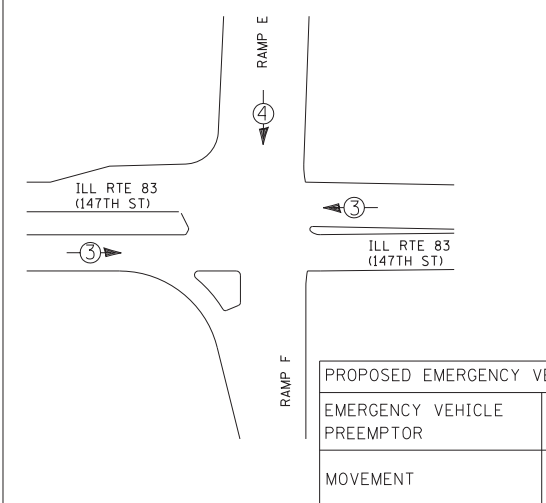 RAMP E
4
ILL RTE 83
(147TH ST)
3
3
ILL RTE 83
(147TH ST)
RAMP F
PROPOSED EMERGENCY
EMERGENCY VEHICLE
PREEMPTOR
MOVEMENT